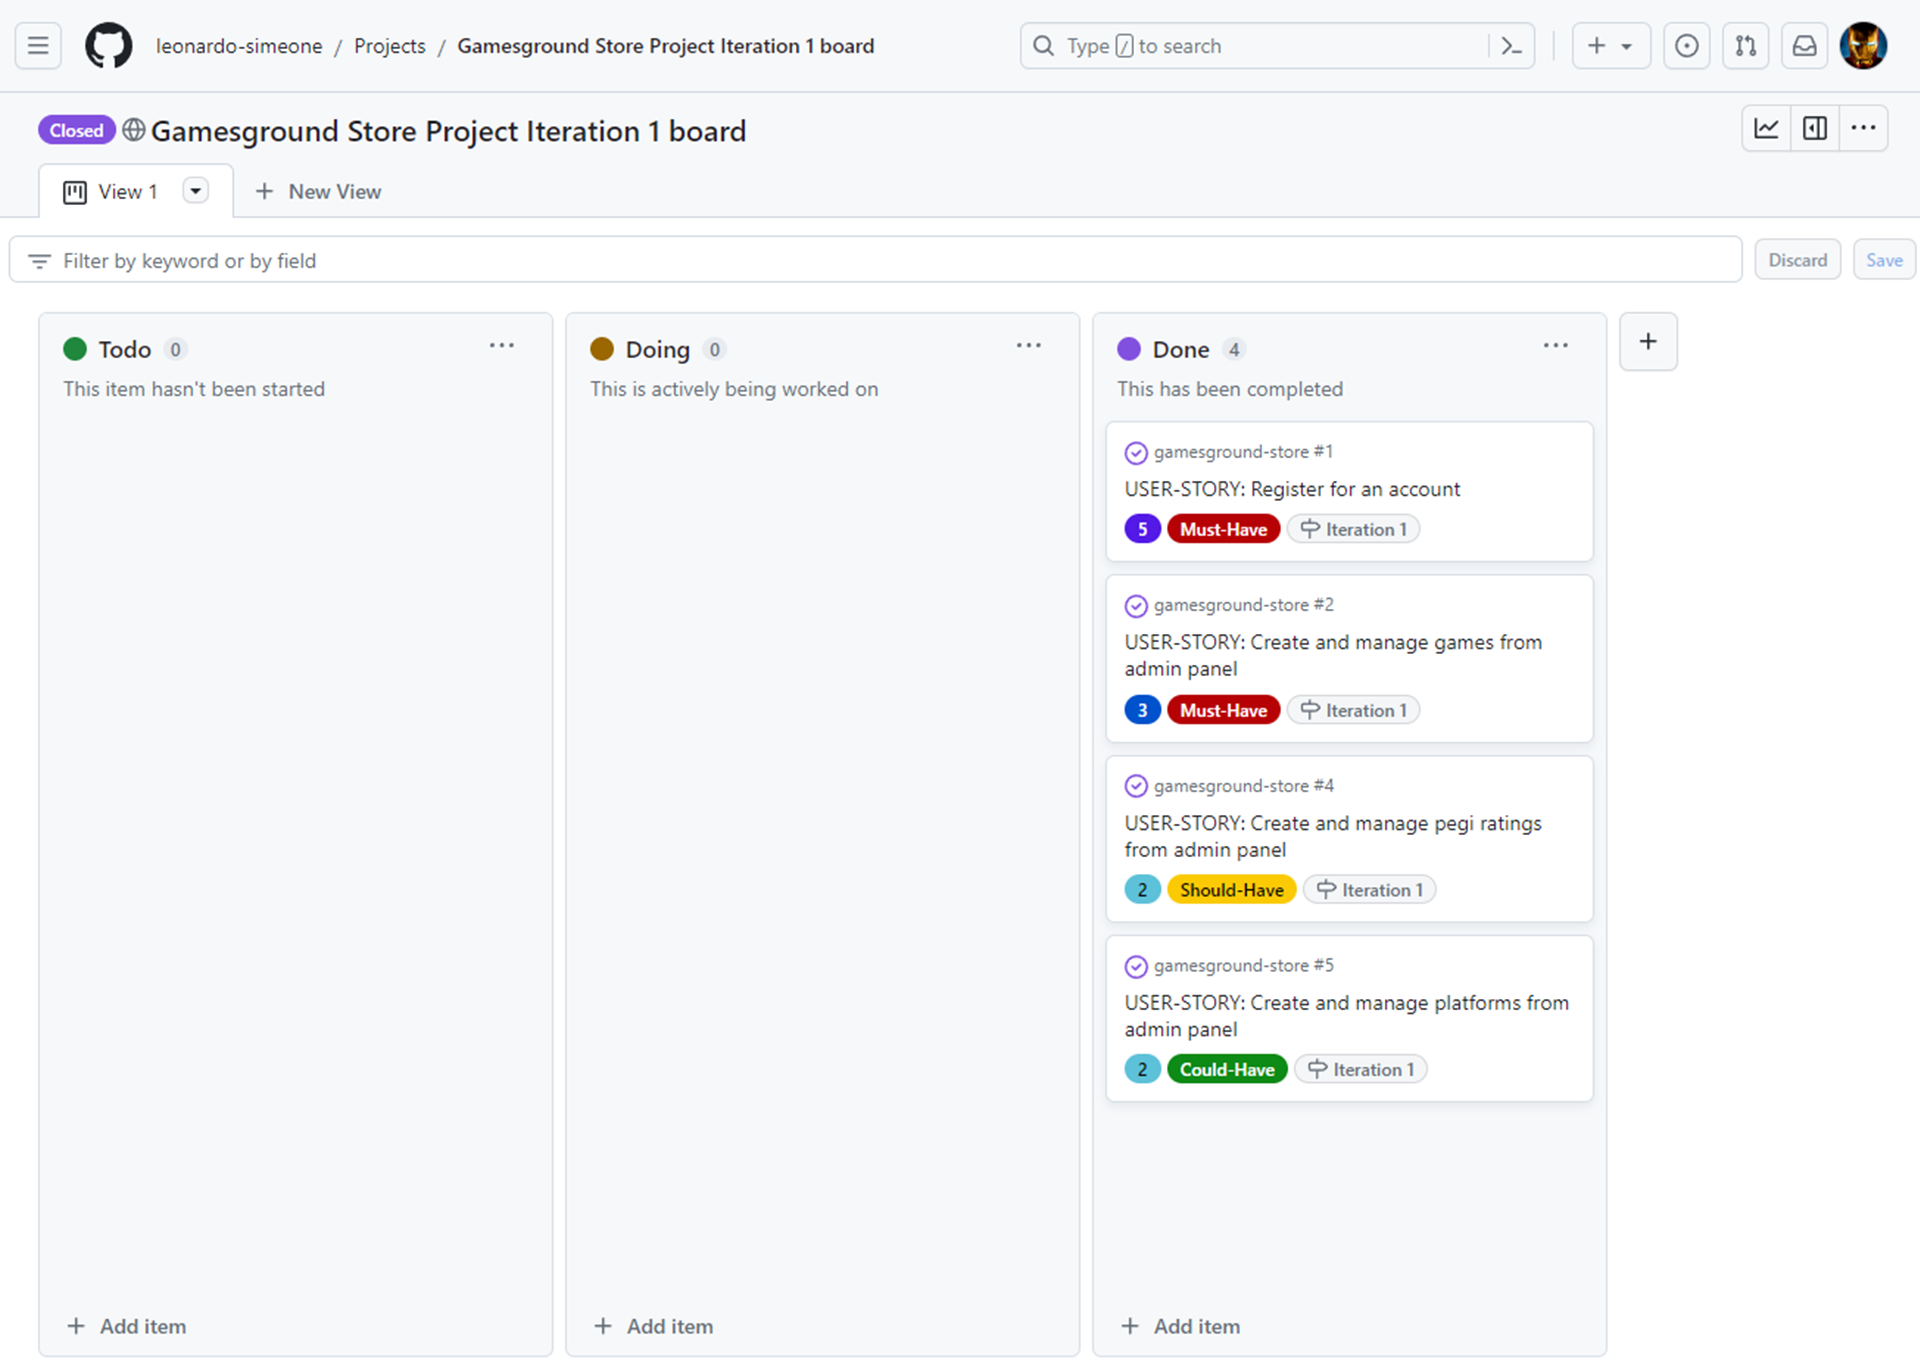 leonardo-simeone / Projects / Gamesground Store Project Iteration 1 board
Type / to search
Closed Gamesground Store Project Iteration 1 board
View 1
New View
Filter by keyword or by field
Discard
Save
Todo 0
This item hasn't been started
Add item
Doing 0
This is actively being worked on
Add item
Done 4
This has been completed
gamesground-store #1
USER-STORY: Register for an account
5 Must-Have Iteration 1
gamesground-store #2
USER-STORY: Create and manage games from
admin panel
3 Must-Have Iteration 1
gamesground-store #4
USER-STORY: Create and manage pegi ratings
from admin panel
2 Should-Have Iteration 1
gamesground-store #5
USER-STORY: Create and manage platforms from
admin panel
2 Could-Have Iteration 1
Add item